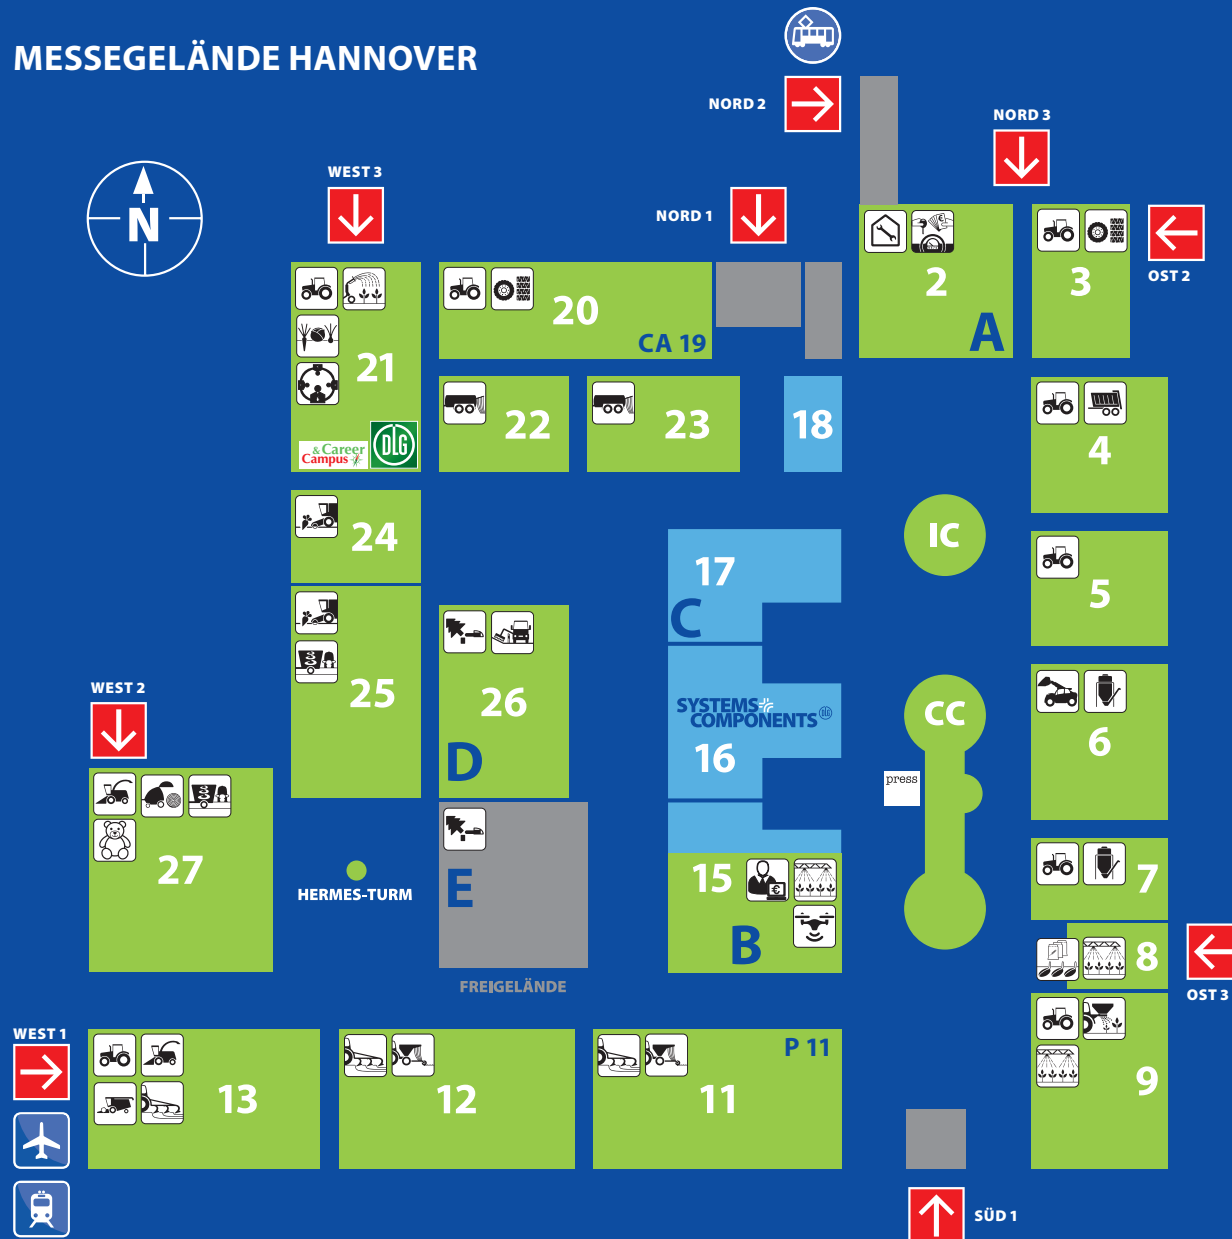 MESSEGELÄNDE HANNOVER
NORD 2
NORD 3
WEST 3
N
NORD 1
OST 2
2
A
3
20
CA 19
21
& Career
Campus
DLG
22
23
18
4
24
IC
17
C
5
25
26
D
SYSTEMS
COMPONENTS
DLG
16
CC
6
press
WEST 2
27
HERMES-TURM
E
15
€
B
7
8
FREIGELÄNDE
OST 3
WEST 1
13
12
P 11
11
9
SÜD 1